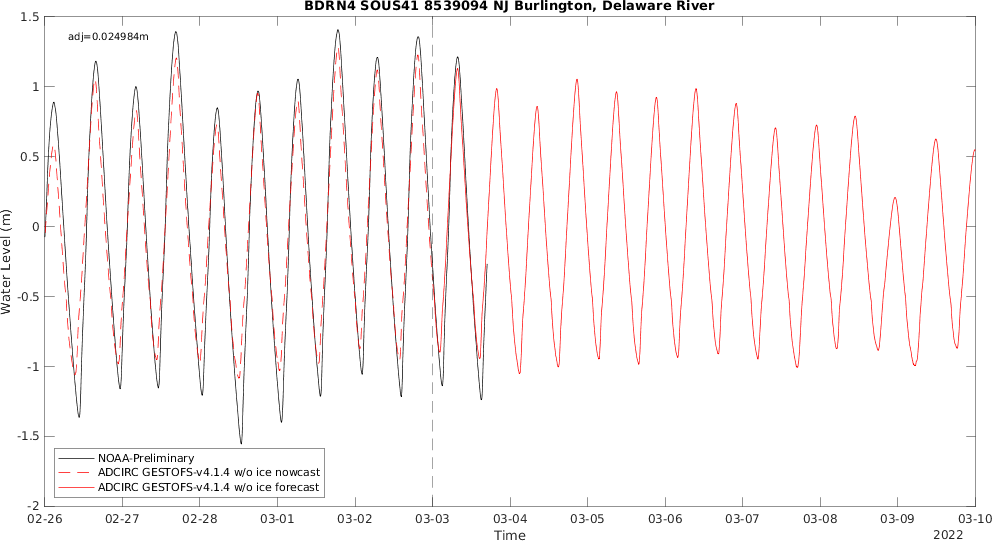 BDRN4 SOUS41 8539094 NJ Burlington, Delaware River
adj=0.024984m
1.5
1
0.5
0
-0.5
-1
-1.5
-2
Water Level (m)
NOAA-Preliminary
ADCIRC GESTOFS-v4.1.4 w/o ice nowcast
ADCIRC GESTOFS-v4.1.4 w/o ice forecast
02-26 02-27 02-28 03-01 03-02 03-03 03-04 03-05 03-06 03-07 03-08 03-09 03-10
Time
2022